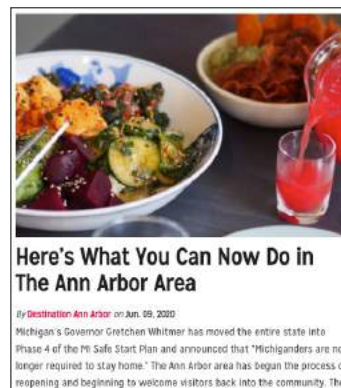 Here's What You Can Now Do in
The Ann Arbor Area
By Destination Ann Arbor on Jun. 09, 2020
Michigan's Governor Gretchen Whitmer has moved the entire state into
Phase 4 of the MI Safe Start Plan and announced that "Michiganders are no
longer required to stay home." The Ann Arbor area has begun the process o
reopening and beginning to welcome visitors back into the community. The